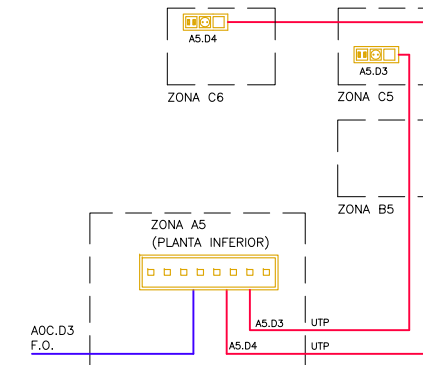 A5.D4
A5.D3
ZONA C6
ZONA C5
ZONA B5
ZONA A5
(PLANTA INFERIOR)
A5.D3 UTP
A0C.D3
F.O.
A5.D4 UTP